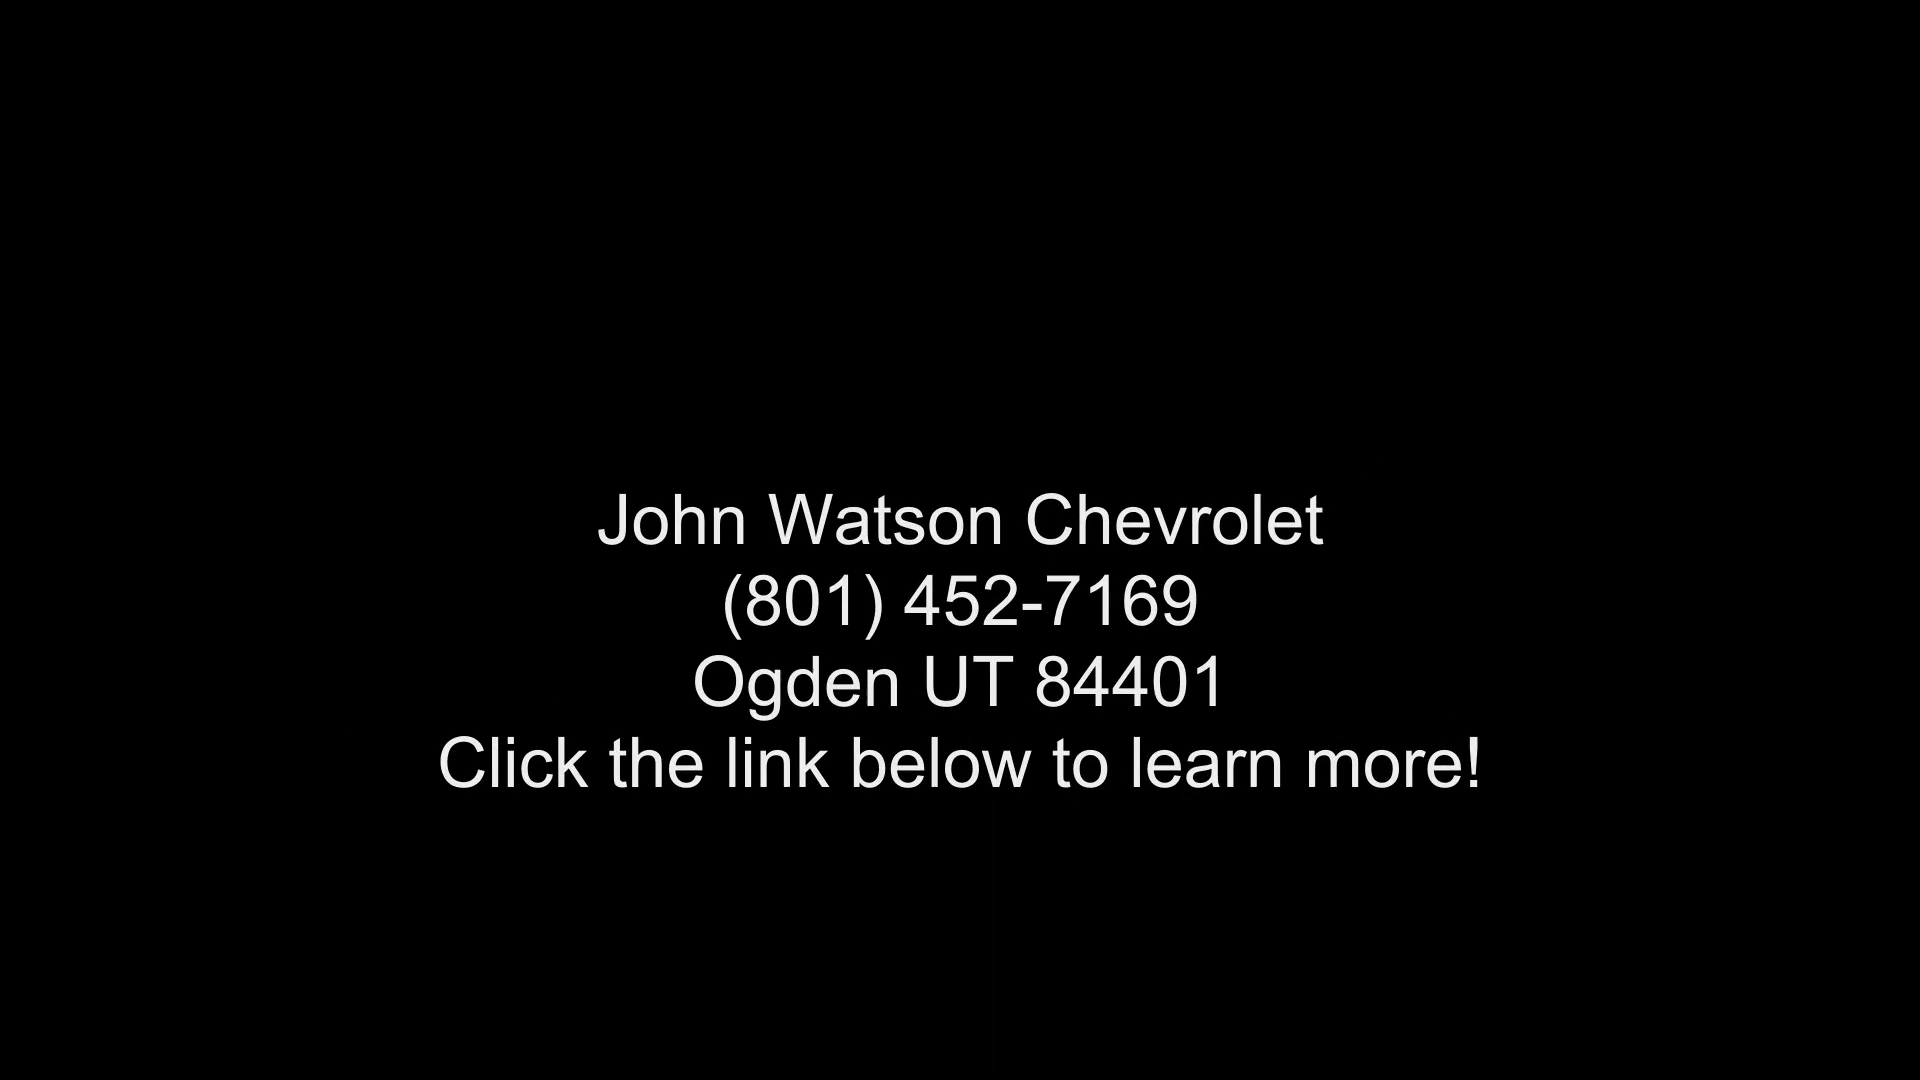 John Watson Chevrolet
(801) 452-7169
Ogden UT 84401
Click the link below to learn more!